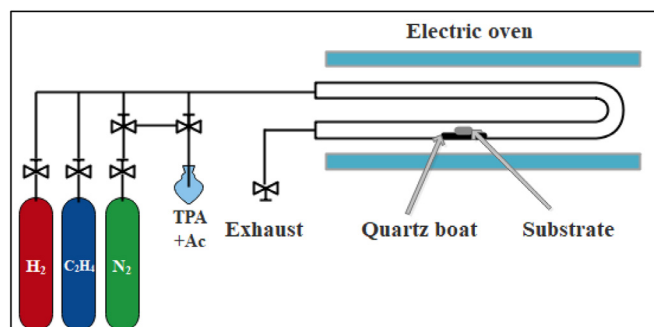 Electric oven
TPA
+Ac
Exhaust
Quartz boat
Substrate
H₂
C₂H₄
N₂